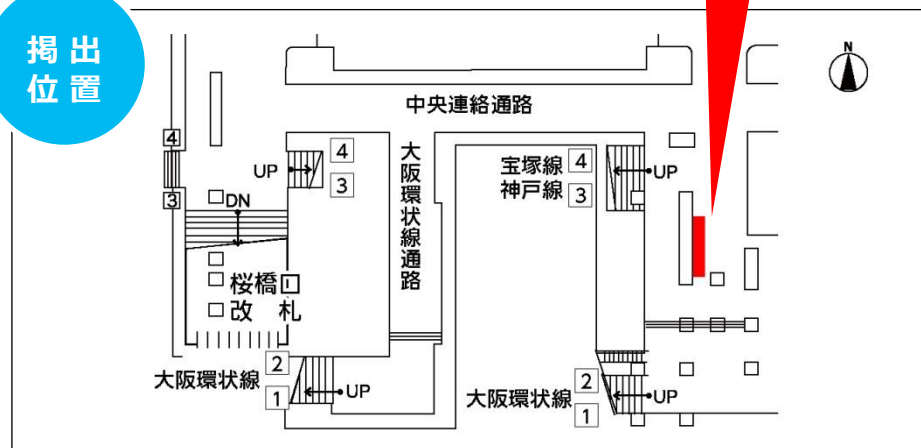 掲出
位置
N
中央連絡通路
4
3
UP
4
3
DN
大阪環状線通路
宝塚線
神戸線
4
3
UP
桜橋口
改 札
大阪環状線
2
1
UP
大阪環状線
2
1
UP